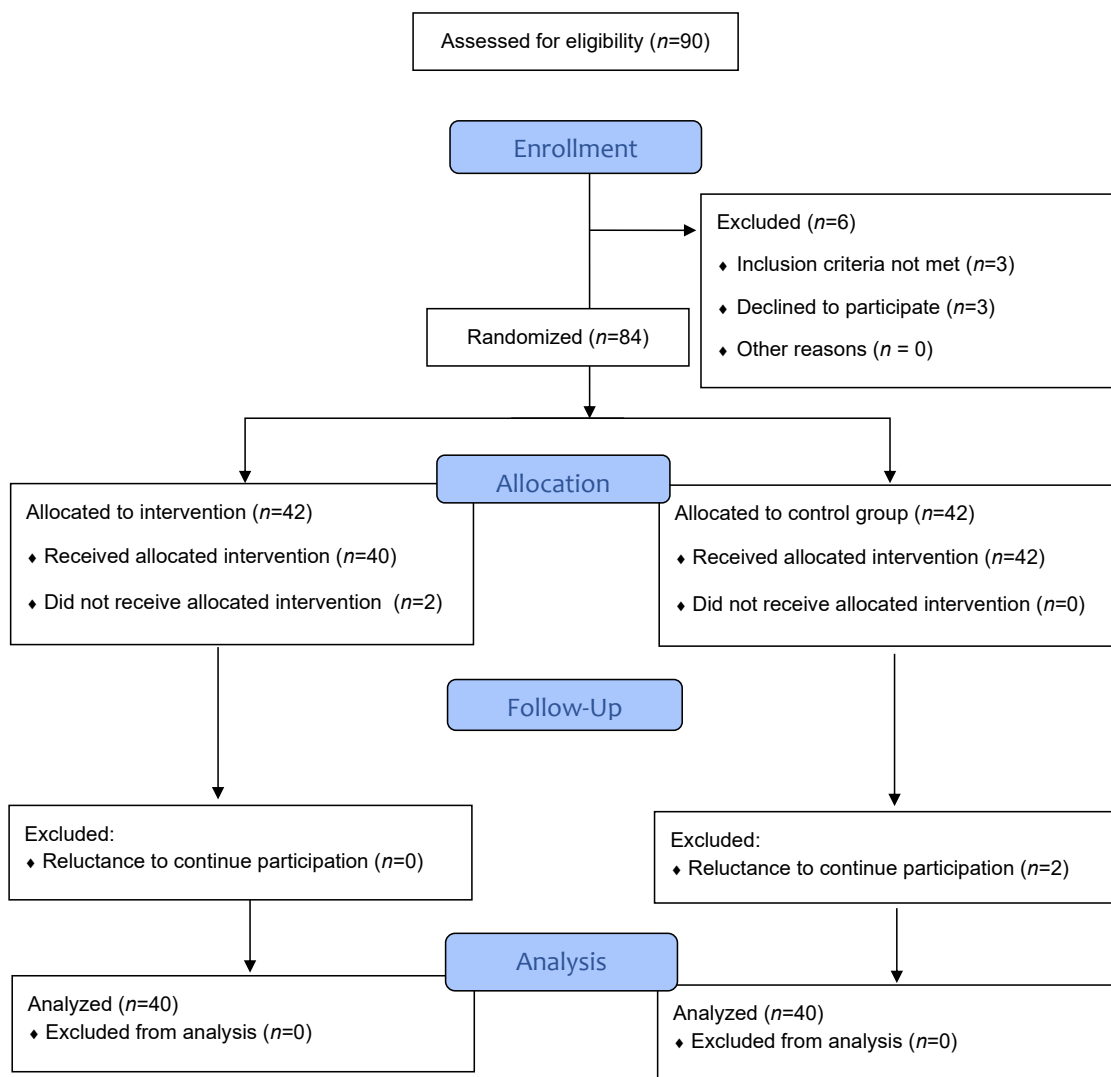 Assessed for eligibility (n=90)
Enrollment
Excluded (n=6)
♦ Inclusion criteria not met (n=3)
♦ Declined to participate (n=3)
♦ Other reasons (n = 0)
Randomized (n=84)
Allocation
Allocated to intervention (n=42)
♦ Received allocated intervention (n=40)
♦ Did not receive allocated intervention (n=2)
Allocated to control group (n=42)
♦ Received allocated intervention (n=42)
♦ Did not receive allocated intervention (n=0)
Follow-Up
Excluded:
♦ Reluctance to continue participation (n=0)
Excluded:
♦ Reluctance to continue participation (n=2)
Analysis
Analyzed (n=40)
♦ Excluded from analysis (n=0)
Analyzed (n=40)
♦ Excluded from analysis (n=0)